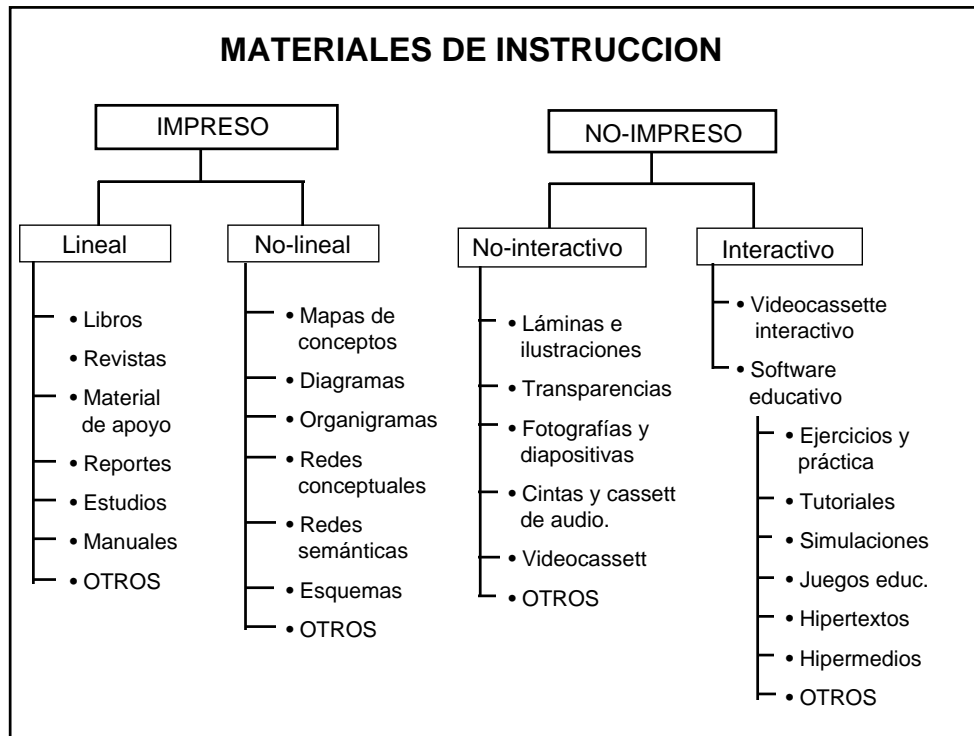 MATERIALES DE INSTRUCCION
IMPRESO
Lineal
• Libros
• Revistas
• Material
de apoyo
• Reportes
• Estudios
• Manuales
• OTROS
No-lineal
• Mapas de
conceptos
• Diagramas
• Organigramas
• Redes
conceptuales
• Redes
semánticas
• Esquemas
• OTROS
NO-IMPRESO
No-interactivo
• Láminas e
ilustraciones
• Transparencias
• Fotografías y
diapositivas
• Cintas y cassett
de audio.
• Videocassett
• OTROS
Interactivo
• Videocassette
interactivo
• Software
educativo
• Ejercicios y
práctica
• Tutoriales
• Simulaciones
• Juegos educ.
• Hipertextos
• Hipermedios
• OTROS